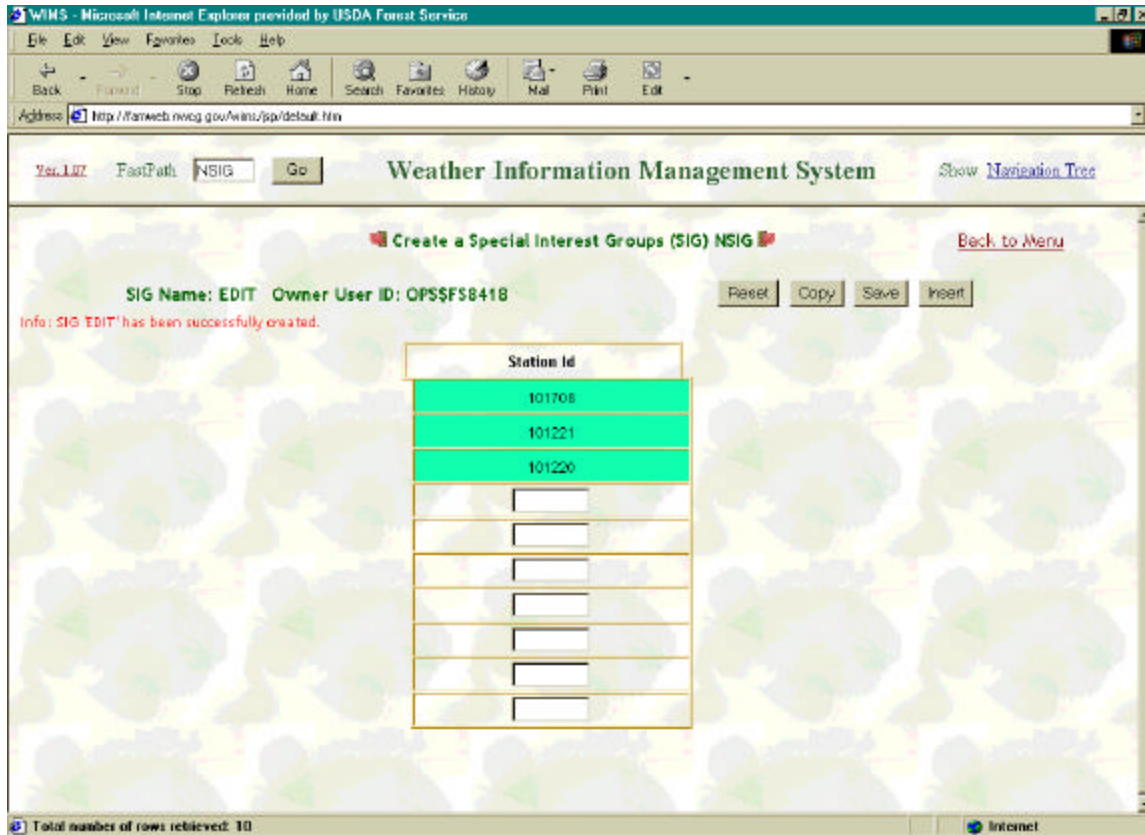 WIMS - Microsoft Internet Explorer provided by USDA Forest Service
File Edit View Favorites Tools Help
Back Forward Stop Refresh Home Search Favorites History Mail Print Edit
Address http://famweb.nwcg.gov/wims/jsp/default.htm
Ver. 1.07 FastPath NSIG Go Weather Information Management System Show Navigation Tree
Create a Special Interest Groups (SIG) NSIG Back to Menu
SIG Name: EDIT Owner User ID: OPS$FS8418 Reset Copy Save Insert
Info: SIG 'EDIT' has been successfully created.
Station Id
101708
101221
101220
Total number of rows retrieved: 10 Internet